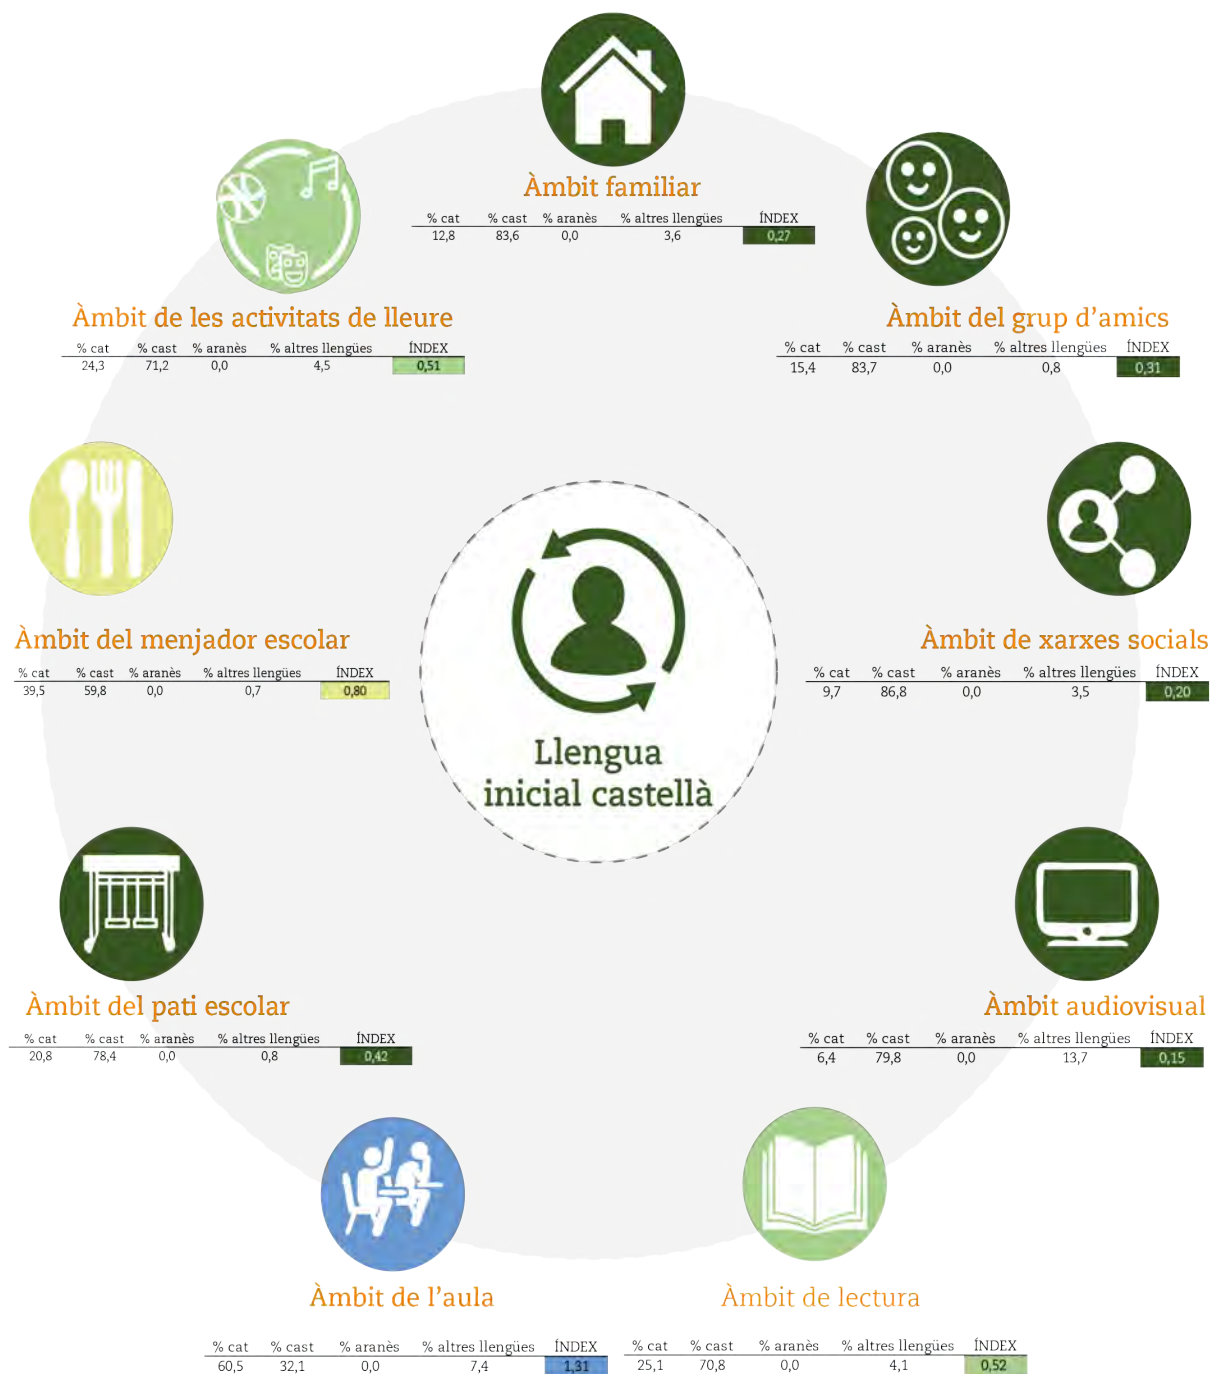 Àmbit familiar
% cat % cast % aranès % altres llengües ÍNDEX
12,8 83,6 0,0 3,6 0,27
Àmbit de les activitats de lleure
% cat % cast % aranès % altres llengües ÍNDEX
24,3 71,2 0,0 4,5 0,51
Àmbit del grup d'amics
% cat % cast % aranès % altres llengües ÍNDEX
15,4 83,7 0,0 0,8 0,31
Àmbit del menjador escolar
% cat % cast % aranès % altres llengües ÍNDEX
39,5 59,8 0,0 0,7 0,80
Àmbit de xarxes socials
% cat % cast % aranès % altres llengües ÍNDEX
9,7 86,8 0,0 3,5 0,20
Llengua
inicial castellà
Àmbit del pati escolar
% cat % cast % aranès % altres llengües ÍNDEX
20,8 78,4 0,0 0,8 0,42
Àmbit audiovisual
% cat % cast % aranès % altres llengües ÍNDEX
6,4 79,8 0,0 13,7 0,15
Àmbit de l'aula
% cat % cast % aranès % altres llengües ÍNDEX
60,5 32,1 0,0 7,4 1,31
Àmbit de lectura
% cat % cast % aranès % altres llengües ÍNDEX
25,1 70,8 0,0 4,1 0,52